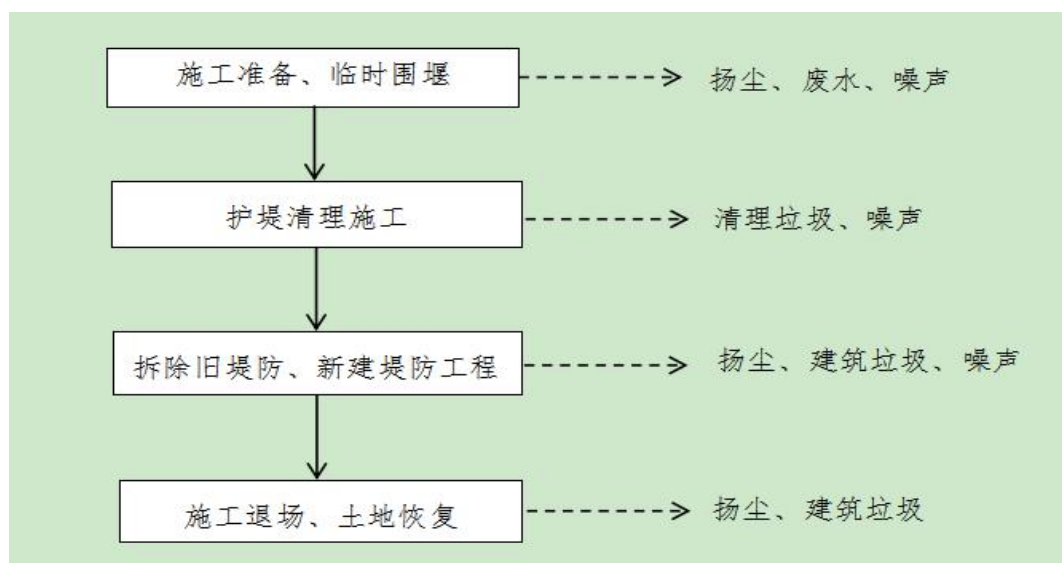 施工准备、临时围堰
扬尘、废水、噪声
护堤清理施工
清理垃圾、噪声
拆除旧堤防、新建堤防工程
扬尘、建筑垃圾、噪声
施工退场、土地恢复
扬尘、建筑垃圾